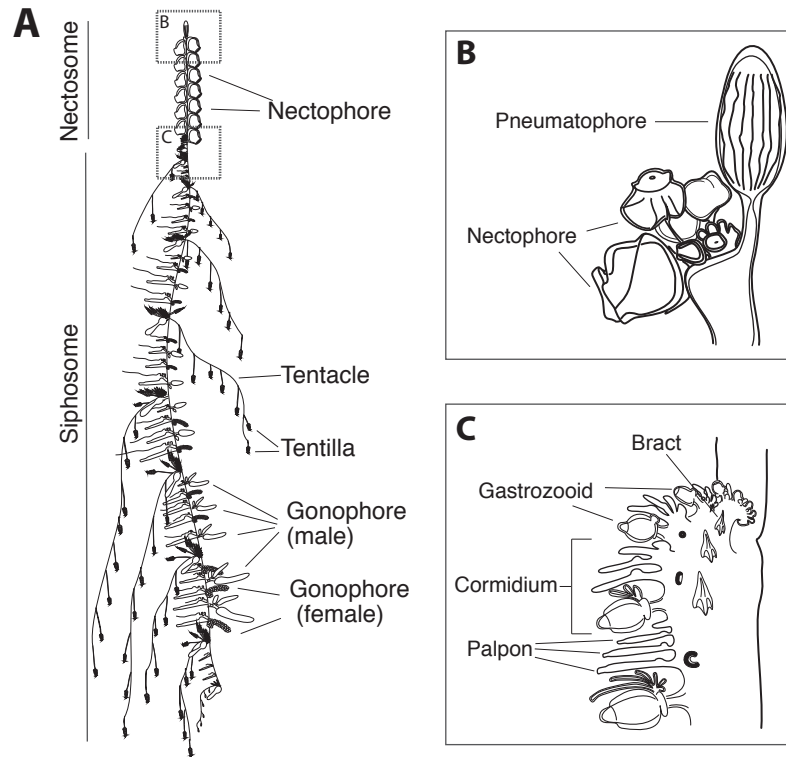 A
Nectosome
B
Nectophore
C
Siphosome
Tentacle
Tentilla
Gonophore
(male)
Gonophore
(female)
B
Pneumatophore
Nectophore
C
Bract
Gastrozooid
Cormidium
Palpon